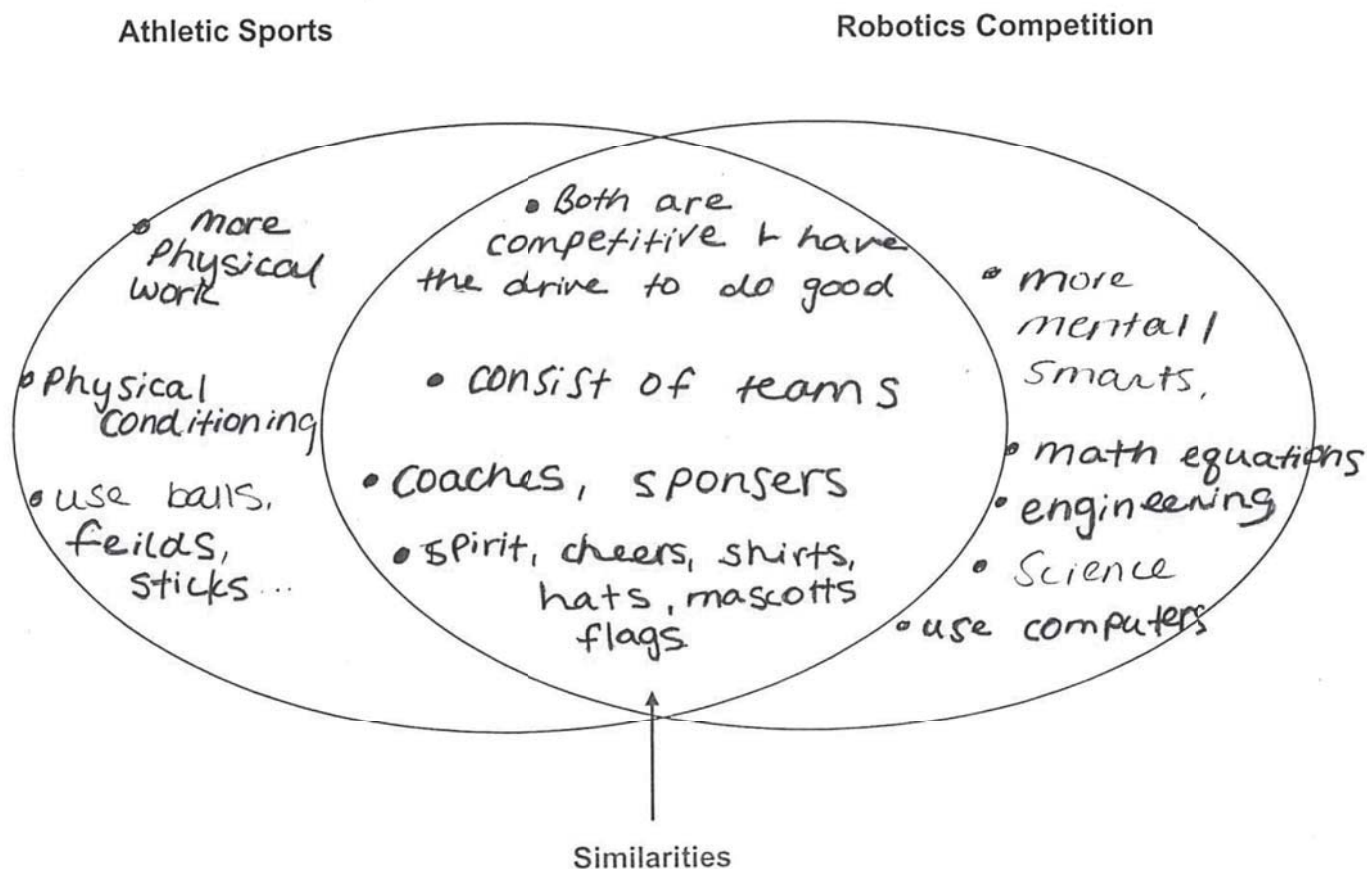 Athletic Sports
Robotics Competition
• more
Physical
work
• Physical
Conditioning
• use balls,
feilds,
sticks...
• Both are
competitive + have
the drive to do good
• consist of teams
• coaches, sponsers
• spirit, cheers, shirts,
hats, mascotts
flags
• more
mental/
smarts,
• math equations
• engineering
• Science
• use computers
Similarities